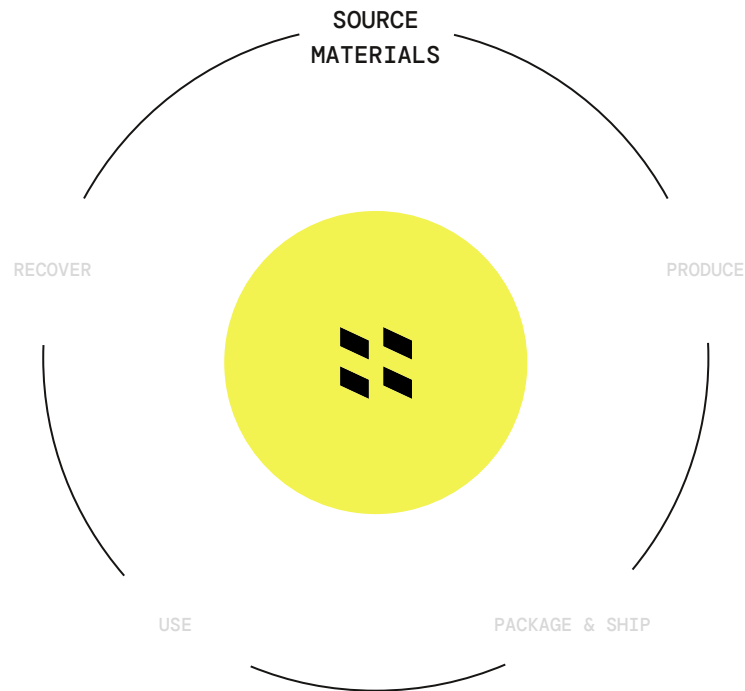 SOURCE
MATERIALS
RECOVER
PRODUCE
USE
PACKAGE & SHIP